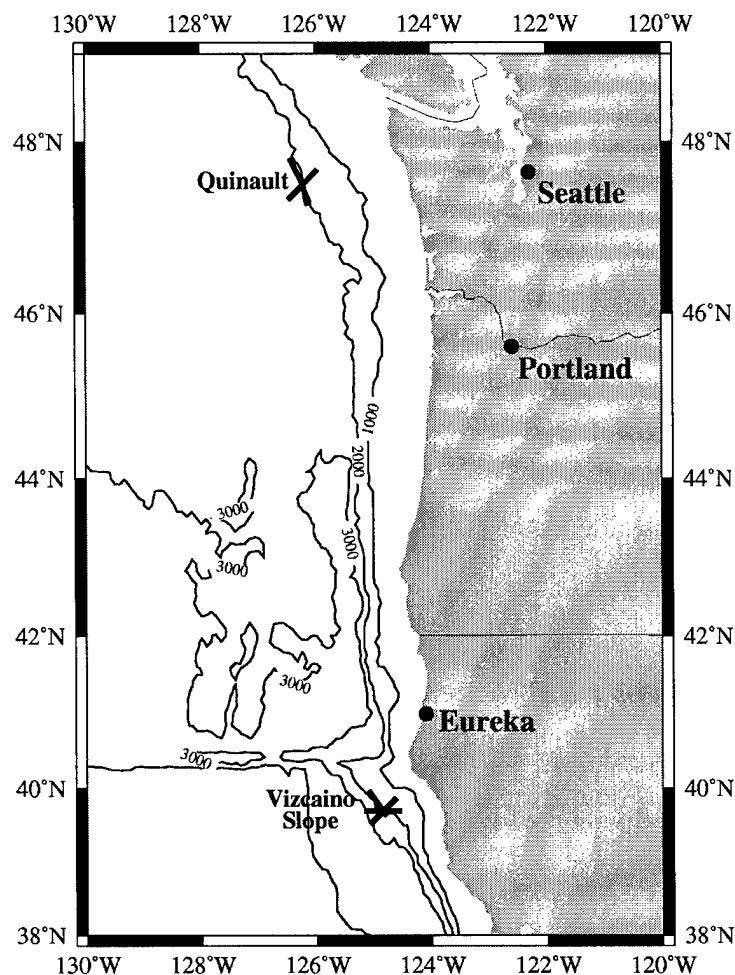 130˚W 128˚W 126˚W 124˚W 122˚W 120˚W
48˚N 48˚N
Quinault
Seattle
46˚N 46˚N
Portland
1000
44˚N 2000 44˚N
3000
3000
3000
42˚N 42˚N
3000
Eureka
3000
40˚N 40˚N
Vizcaino
Slope
38˚N 38˚N
130˚W 128˚W 126˚W 124˚W 122˚W 120˚W